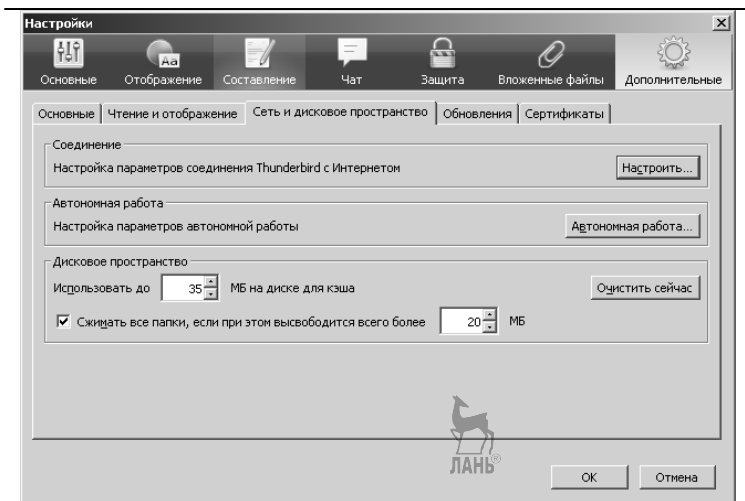 Настройки
Основные Отображение Составление Чат Защита Вложенные файлы Дополнительные
Основные Чтение и отображение Сеть и дисковое пространство Обновления Сертификаты
Соединение
Настройка параметров соединения Thunderbird с Интернетом Настроить...
Автономная работа
Настройка параметров автономной работы Автономная работа...
Дисковое пространство
Использовать до 35 МБ на диске для кэша Очистить сейчас
Сжимать все папки, если при этом высвободится всего более 20 МБ
ЛАНЬ®
ОК Отмена